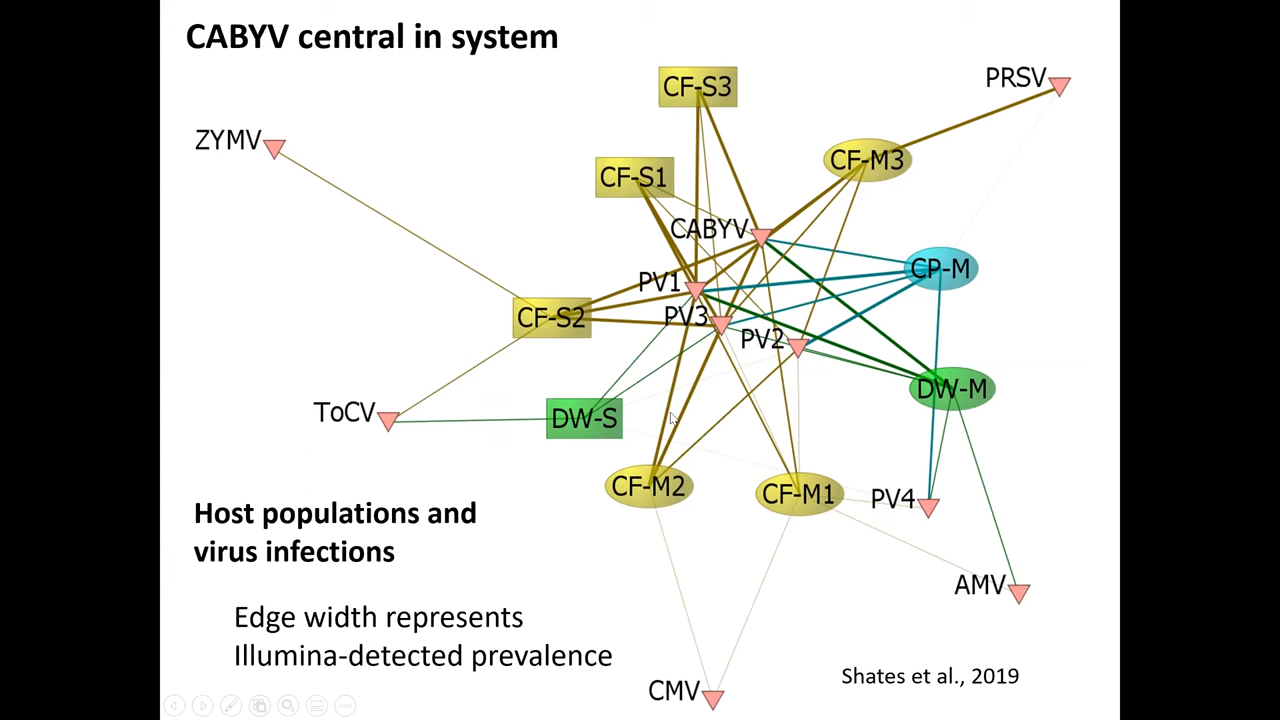 CABYV central in system
PRSV
CF-S3
ZYMV
CF-M3
CF-S1
CABYV
CP-M
PV1
PV3
CF-S2
PV2
DW-M
ToCV
DW-S
CF-M2
CF-M1
PV4
Host populations and
virus infections
AMV
Edge width represents
Illumina-detected prevalence
Shates et al., 2019
CMV